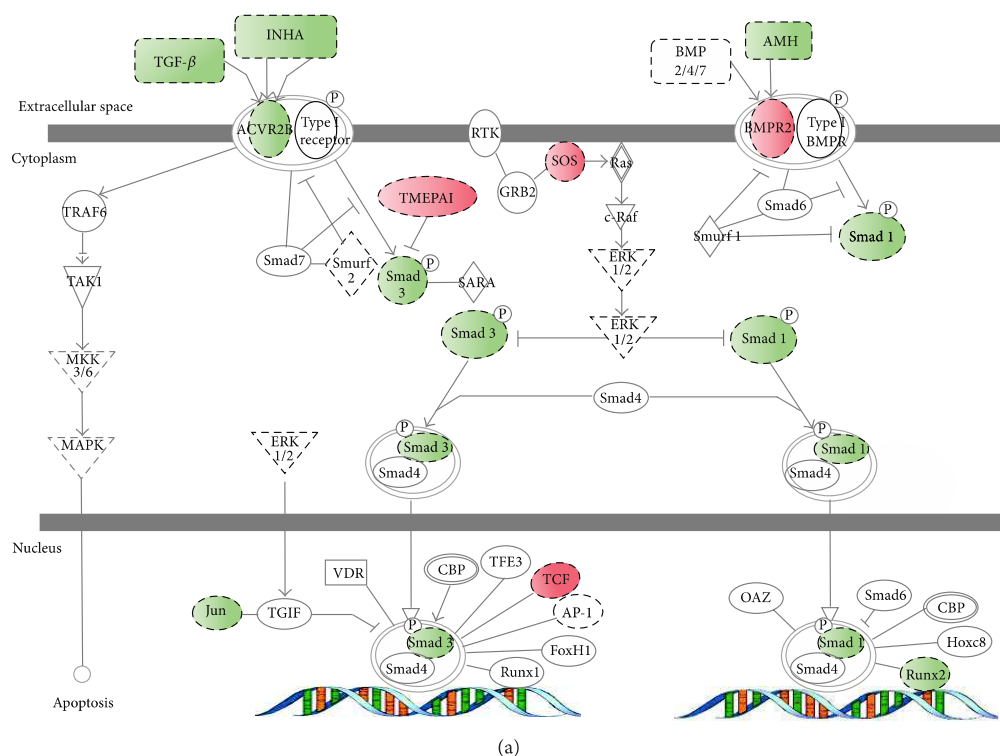 INHA
TGF-β
BMP
2/4/7
AMH
Extracellular space
P
ACVR2B
Type I
receptor
RTK
SOS
Ras
P
BMPR2
Type I
BMPR
Cytoplasm
TRAF6
TMEPAI
GRB2
c-Raf
Smad6
Smurf 1
P
Smad 1
Smad7
Smurf
2
P
Smad
3
SARA
ERK
1/2
TAK1
P
Smad 3
ERK
1/2
P
Smad 1
MKK
3/6
Smad4
MAPK
ERK
1/2
P
Smad 3
Smad4
P
Smad 1
Smad4
Nucleus
VDR
CBP
TFE3
TCF
AP-1
Jun
TGIF
P
Smad 3
Smad4
FoxH1
Runx1
OAZ
Smad6
CBP
P
Smad 1
Smad4
Hoxc8
Runx2
Apoptosis
(a)